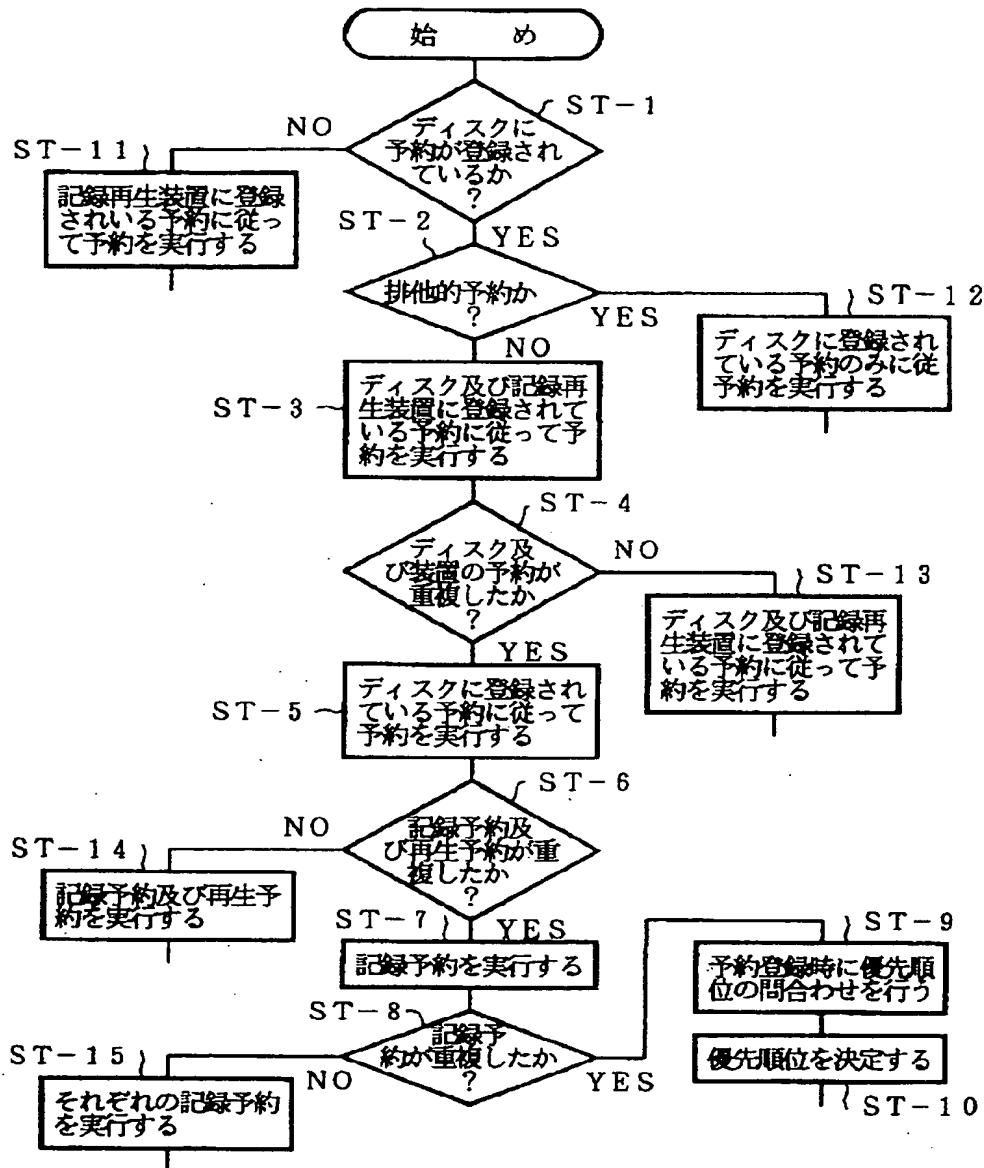 始 め
ST-1
ディスクに
予約が登録され
ているか
?
NO
YES
ST-11
記録再生装置に登録
されいる予約に従っ
て予約を実行する
ST-2
排他的予約か
?
YES
NO
ST-12
ディスクに登録され
ている予約のみに従
予約を実行する
ST-3
ディスク及び記録再
生装置に登録されて
いる予約に従って予
約を実行する
ST-4
ディスク及
び装置の予約が
重複したか
?
NO
YES
ST-13
ディスク及び記録再
生装置に登録されて
いる予約に従って予
約を実行する
ST-5
ディスクに登録され
ている予約に従って
予約を実行する
ST-6
記録予約及
び再生予約が重
複したか
?
NO
YES
ST-14
記録予約及び再生予
約を実行する
ST-7
記録予約を実行する
ST-8
記録予
約が重複したか
?
NO
YES
ST-15
それぞれの記録予約
を実行する
ST-9
予約登録時に優先順
位の問合わせを行う
優先順位を決定する
ST-10